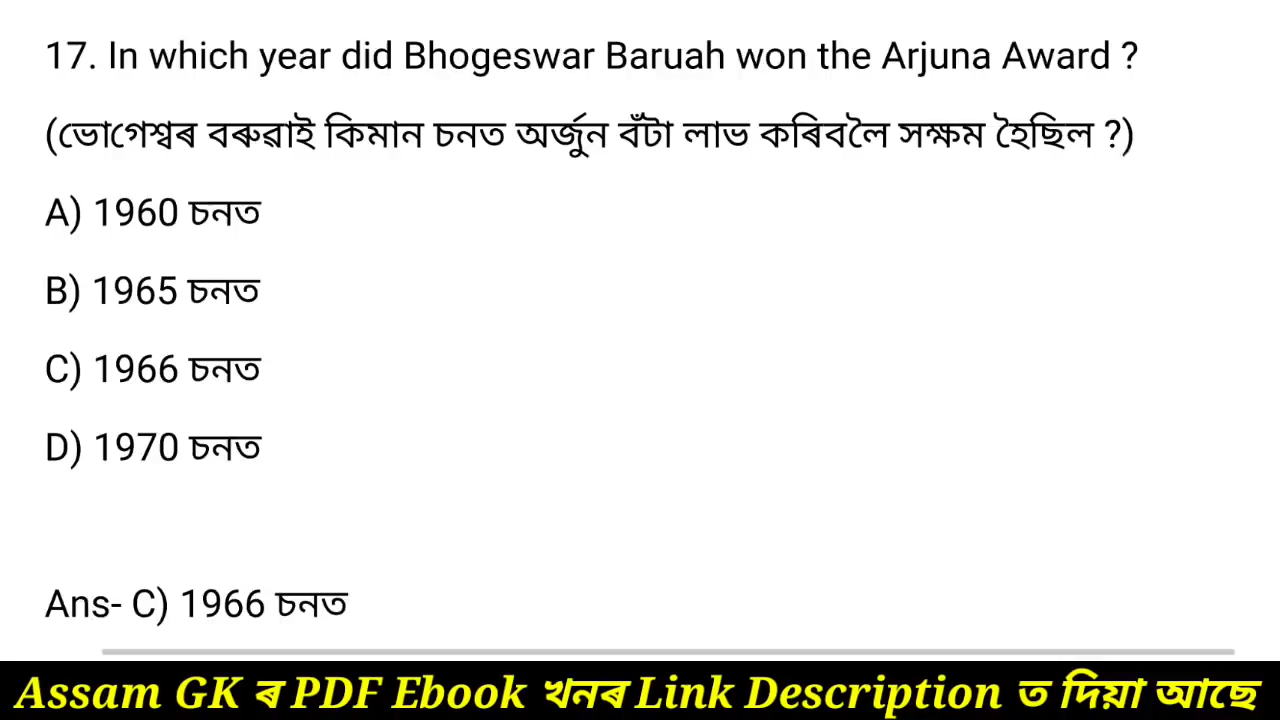 17. In which year did Bhogeswar Baruah won the Arjuna Award ?
(ভোগেশ্বৰ বৰুৱাই কিমান চনত অৰ্জুন বঁটা লাভ কৰিবলৈ সক্ষম হৈছিল ?)
A) 1960 চনত
B) 1965 চনত
C) 1966 চনত
D) 1970 চনত
Ans- C) 1966 চনত
Assam GK ৰ PDF Ebook খনৰ Link Description ত দিয়া আছে